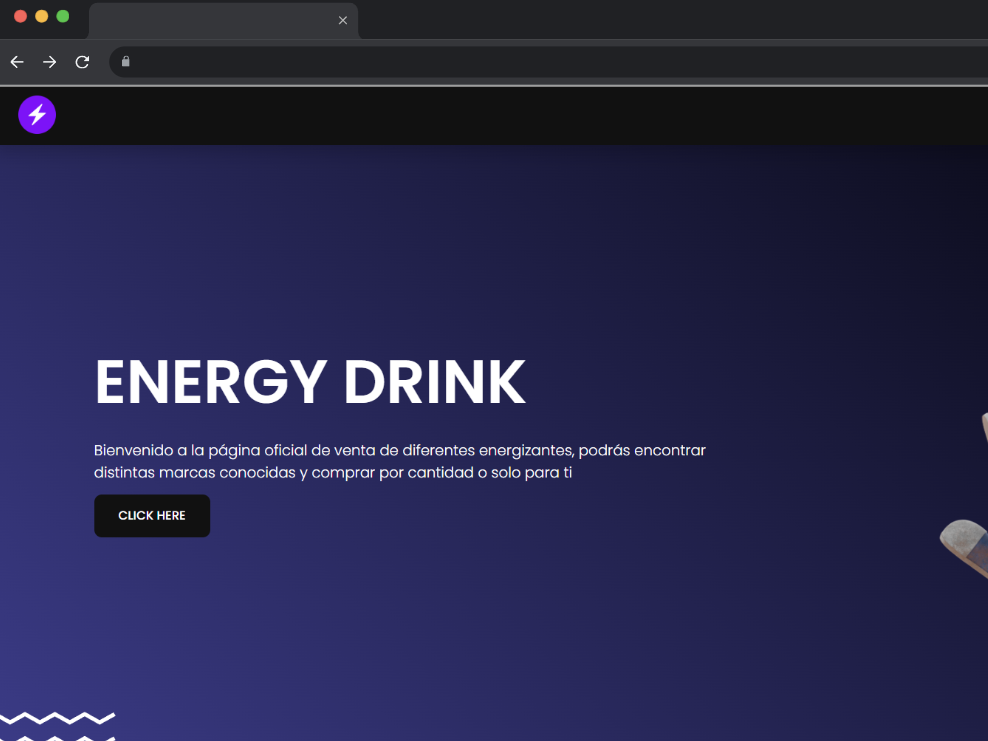 ENERGY DRINK
Bienvenido a la página oficial de venta de diferentes energizantes, podrás encontrar
distintas marcas conocidas y comprar por cantidad o solo para ti
CLICK HERE